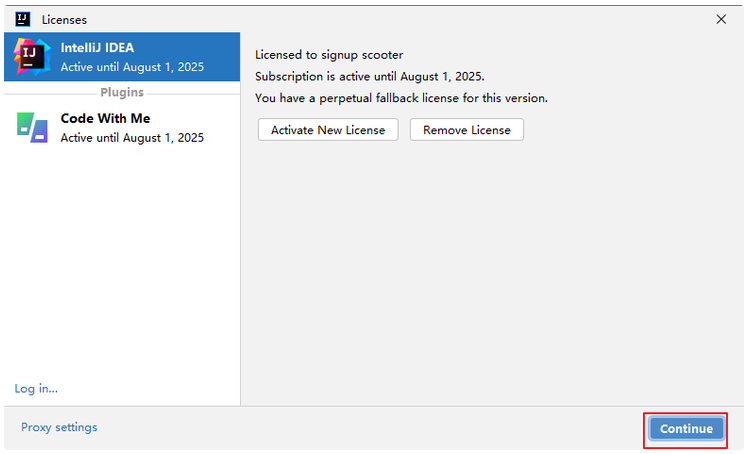 IJ Licenses
IJ
IntelliJ IDEA
Active until August 1, 2025
Plugins
Code With Me
Active until August 1, 2025
Log in...
Licensed to signup scooter
Subscription is active until August 1, 2025.
You have a perpetual fallback license for this version.
Activate New License Remove License
Proxy settings
Continue